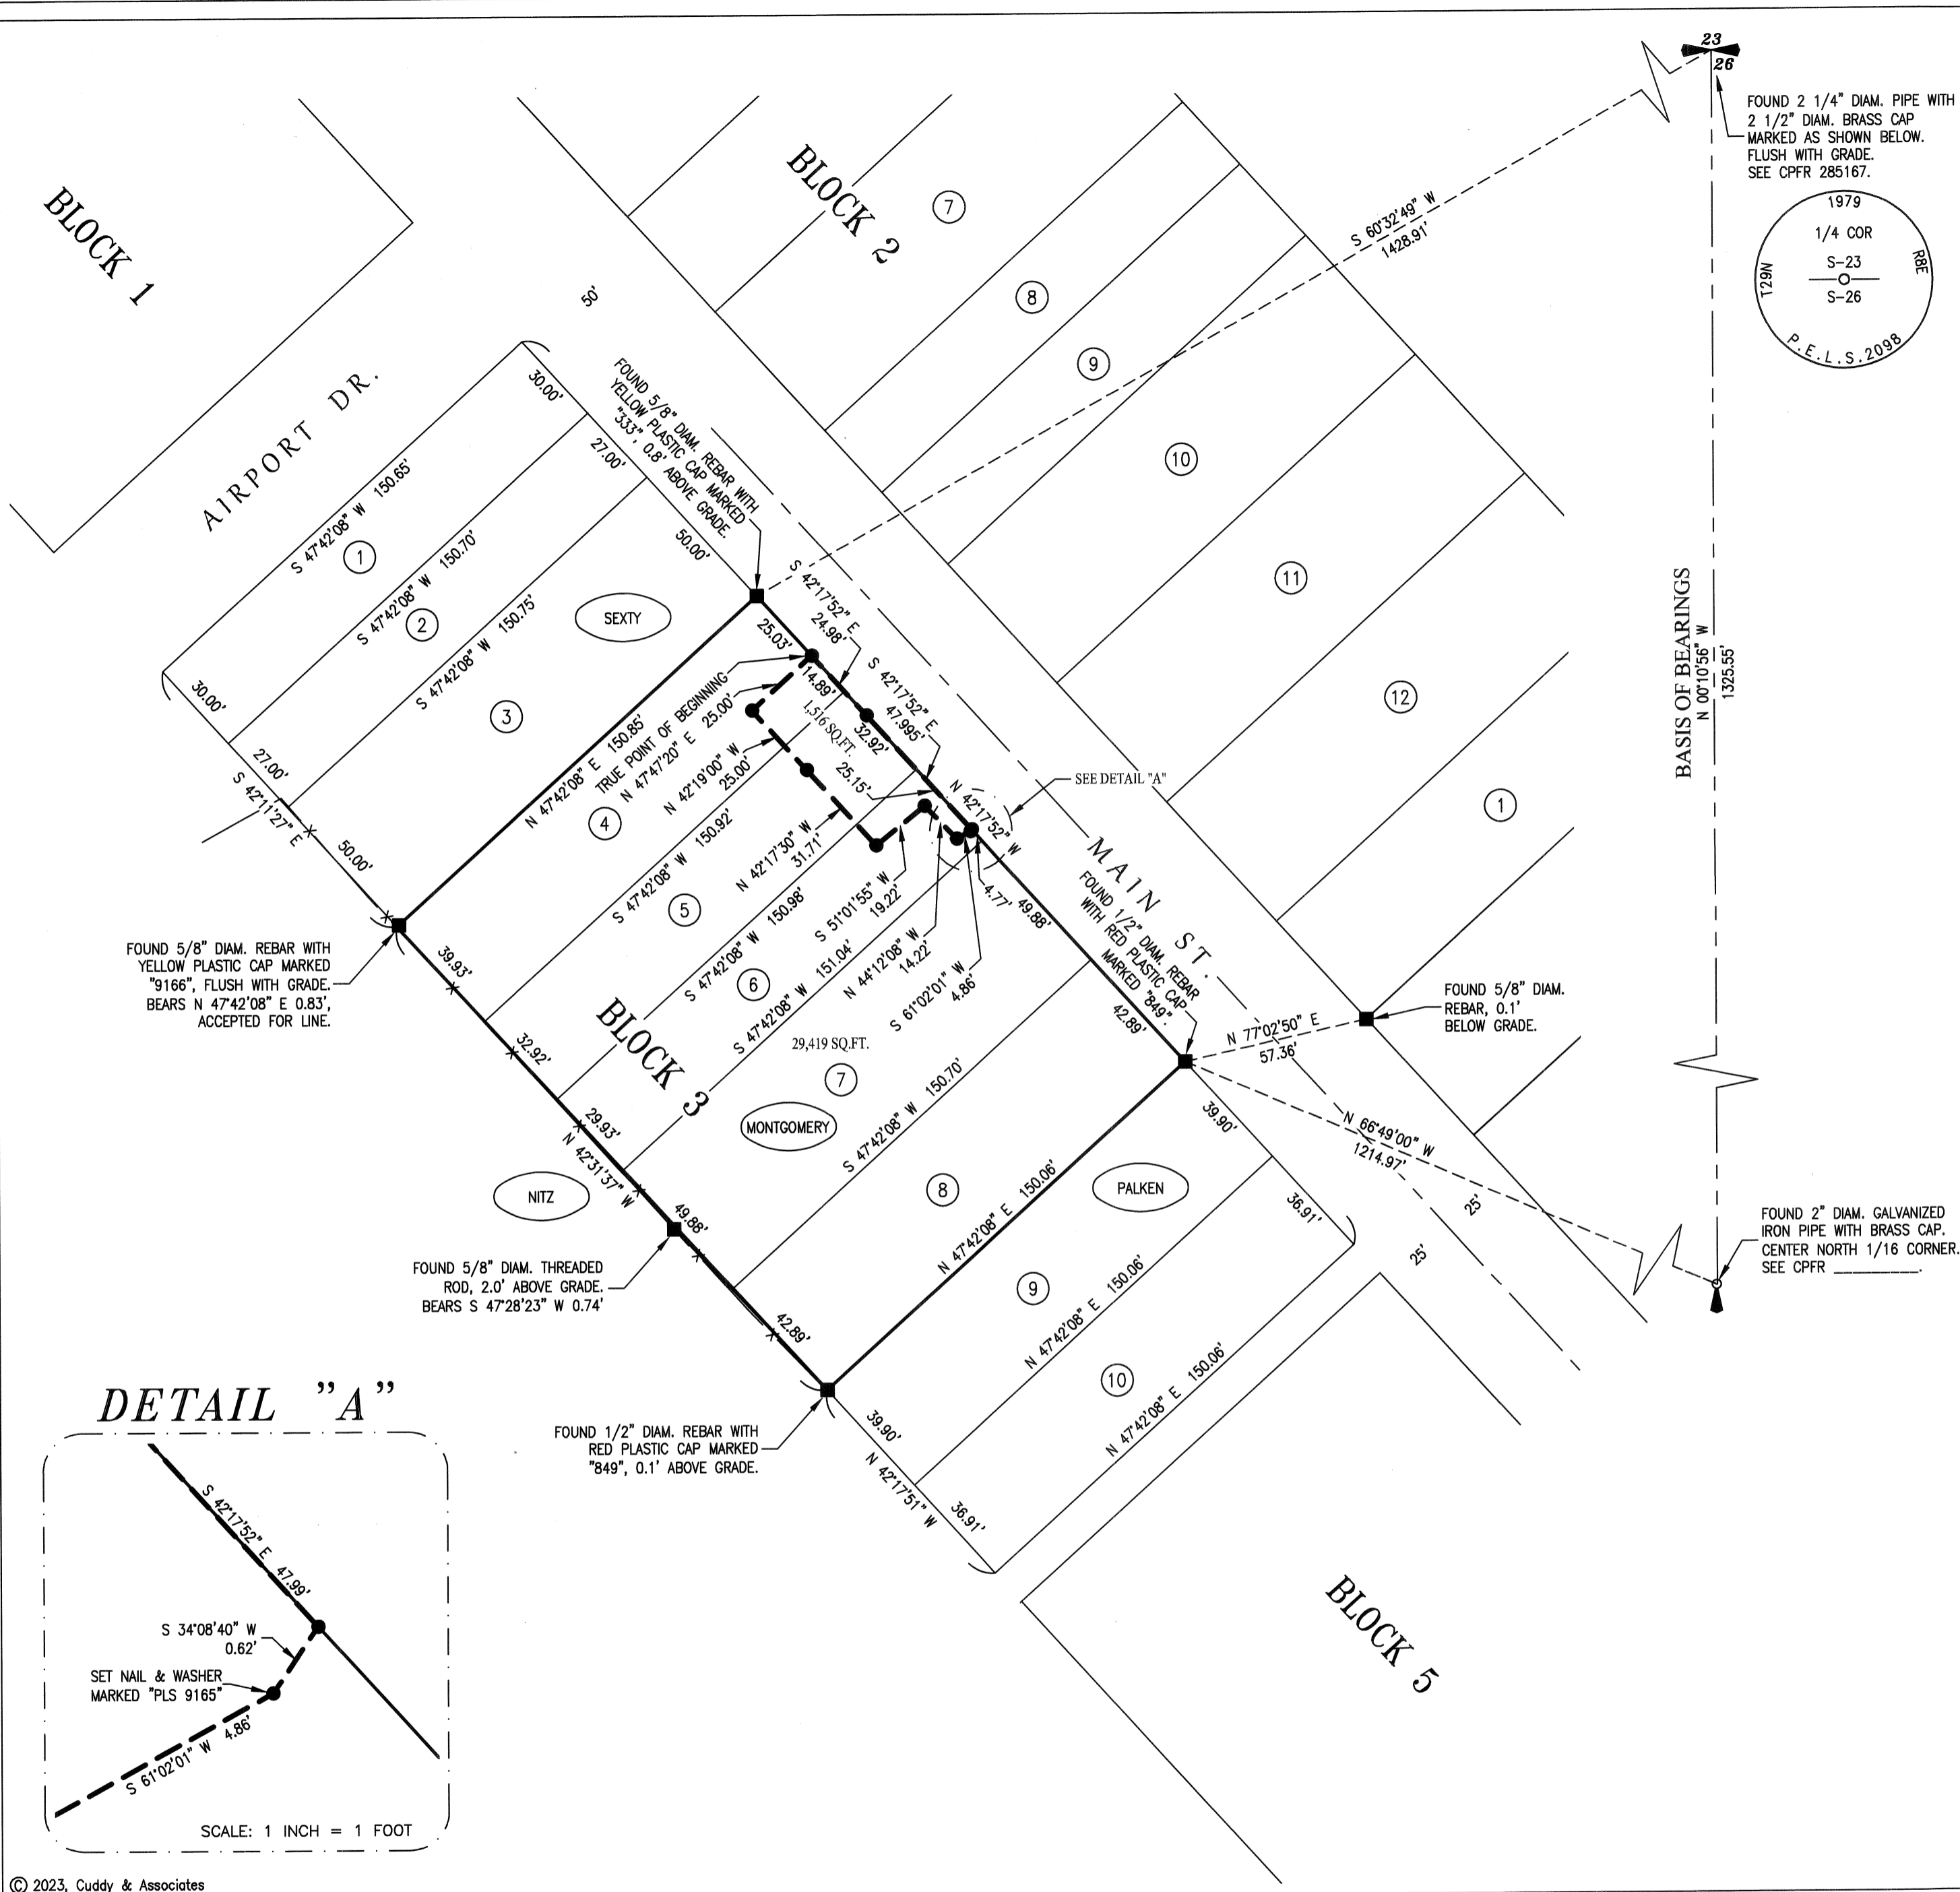 23
26
FOUND 2 1/4" DIAM. PIPE WITH
2 1/2" DIAM. BRASS CAP
MARKED AS SHOWN BELOW.
FLUSH WITH GRADE.
SEE CPFR 285167.
1979
1/4 COR
S-23
S-26
T29N
R8E
P.E.L.S. 2098
BLOCK 1
BLOCK 2
7
8
9
10
11
12
1
S 60°32'49" W
1428.91'
50'
AIRPORT DR.
BASIS OF BEARINGS
N 00°10'56" W
1325.55'
FOUND 5/8" DIAM. REBAR WITH
YELLOW PLASTIC CAP MARKED
"333", 0.8' ABOVE GRADE.
30.00'
27.00'
50.00'
S 47°42'08" W 150.65'
1
S 47°42'08" W 150.70'
2
S 47°42'08" W 150.75'
3
SEXTY
30.00'
27.00'
S 42°11'27" E
50.00'
N 47°42'08" E 150.85'
TRUE POINT OF BEGINNING
25.03'
S 42°17'52" E
24.98'
14.89'
S 42°17'52" E
47.995'
32.92'
1,516 SQ.FT.
25.15'
N 47°47'20" E 25.00'
N 42°19'00" W
25.00'
N 42°17'30" W
31.71'
S 51°01'55" W
19.22'
N 44°12'08" W
14.22'
S 61°02'01" W
4.86'
N 42°17'52" W
4.77'
49.88'
42.89'
SEE DETAIL "A"
MAIN ST.
FOUND 1/2" DIAM. REBAR
WITH RED PLASTIC CAP
MARKED "849".
4
S 47°42'08" W 150.92'
5
S 47°42'08" W 150.98'
6
S 47°42'08" W 151.04'
BLOCK 3
29,419 SQ.FT.
7
MONTGOMERY
S 47°42'08" W 150.70'
8
N 47°42'08" E 150.06'
PALKEN
9
N 47°42'08" E 150.06'
10
N 47°42'08" E 150.06'
39.90'
36.91'
FOUND 5/8" DIAM. REBAR WITH
YELLOW PLASTIC CAP MARKED
"9166", FLUSH WITH GRADE.
BEARS N 47°42'08" E 0.83',
ACCEPTED FOR LINE.
39.93'
32.92'
29.93'
N 42°31'37" W
49.88'
42.89'
NITZ
FOUND 5/8" DIAM. THREADED
ROD, 2.0' ABOVE GRADE.
BEARS S 47°28'23" W 0.74'
FOUND 1/2" DIAM. REBAR WITH
RED PLASTIC CAP MARKED
"849", 0.1' ABOVE GRADE.
39.90'
N 42°17'51" W
36.91'
N 77°02'50" E
57.36'
FOUND 5/8" DIAM.
REBAR, 0.1'
BELOW GRADE.
N 66°49'00" W
1214.97'
25'
25'
FOUND 2" DIAM. GALVANIZED
IRON PIPE WITH BRASS CAP.
CENTER NORTH 1/16 CORNER.
SEE CPFR __________.
BLOCK 5
DETAIL "A"
S 42°17'52" E 47.99'
S 34°08'40" W
0.62'
SET NAIL & WASHER
MARKED "PLS 9165"
S 61°02'01" W 4.86'
SCALE: 1 INCH = 1 FOOT
© 2023, Cuddy & Associates